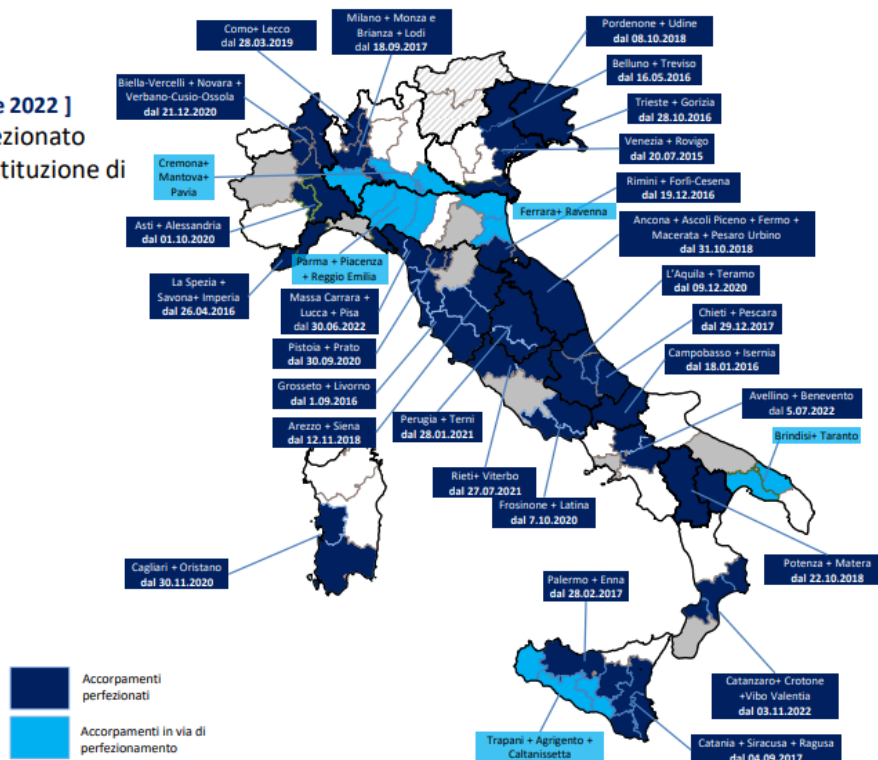 e 2022 ]
ezionato
tituzione di
Como+ Lecco
dal 28.03.2019
Milano + Monza e
Brianza + Lodi
dal 18.09.2017
Pordenone + Udine
dal 08.10.2018
Belluno + Treviso
dal 16.05.2016
Biella-Vercelli + Novara +
Verbano-Cusio-Ossola
dal 21.12.2020
Trieste + Gorizia
dal 28.10.2016
Venezia + Rovigo
dal 20.07.2015
Cremona+
Mantova+
Pavia
Rimini + Forlì-Cesena
dal 19.12.2016
Ferrara+ Ravenna
Ancona + Ascoli Piceno + Fermo +
Macerata + Pesaro Urbino
dal 31.10.2018
Asti + Alessandria
dal 01.10.2020
Parma + Piacenza
+ Reggio Emilia
L'Aquila + Teramo
dal 09.12.2020
La Spezia +
Savona+ Imperia
dal 26.04.2016
Massa Carrara +
Lucca + Pisa
dal 30.06.2022
Chieti + Pescara
dal 29.12.2017
Pistoia + Prato
dal 30.09.2020
Campobasso + Isernia
dal 18.01.2016
Grosseto + Livorno
dal 1.09.2016
Avellino + Benevento
dal 5.07.2022
Arezzo + Siena
dal 12.11.2018
Perugia + Terni
dal 28.01.2021
Brindisi+ Taranto
Rieti+ Viterbo
dal 27.07.2021
Frosinone + Latina
dal 7.10.2020
Cagliari + Oristano
dal 30.11.2020
Potenza + Matera
dal 22.10.2018
Palermo + Enna
dal 28.02.2017
Catanzaro+ Crotone
+Vibo Valentia
dal 03.11.2022
Trapani + Agrigento +
Caltanissetta
Catania + Siracusa + Ragusa
dal 04.09.2017
Accorpamenti
perfezionati
Accorpamenti in via di
perfezionamento